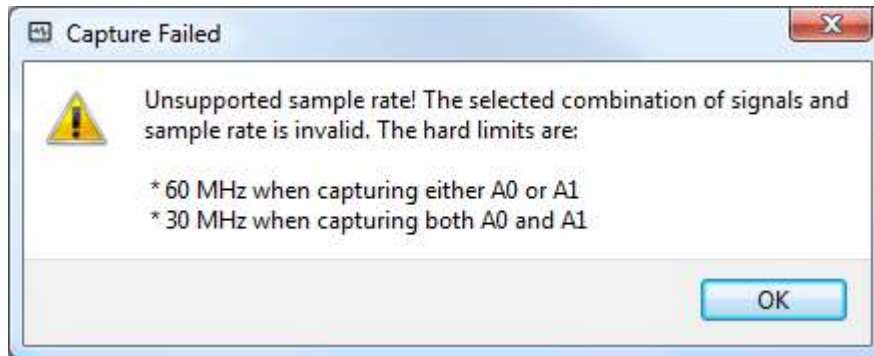 Capture Failed
Unsupported sample rate! The selected combination of signals and
sample rate is invalid. The hard limits are:
* 60 MHz when capturing either A0 or A1
* 30 MHz when capturing both A0 and A1
OK